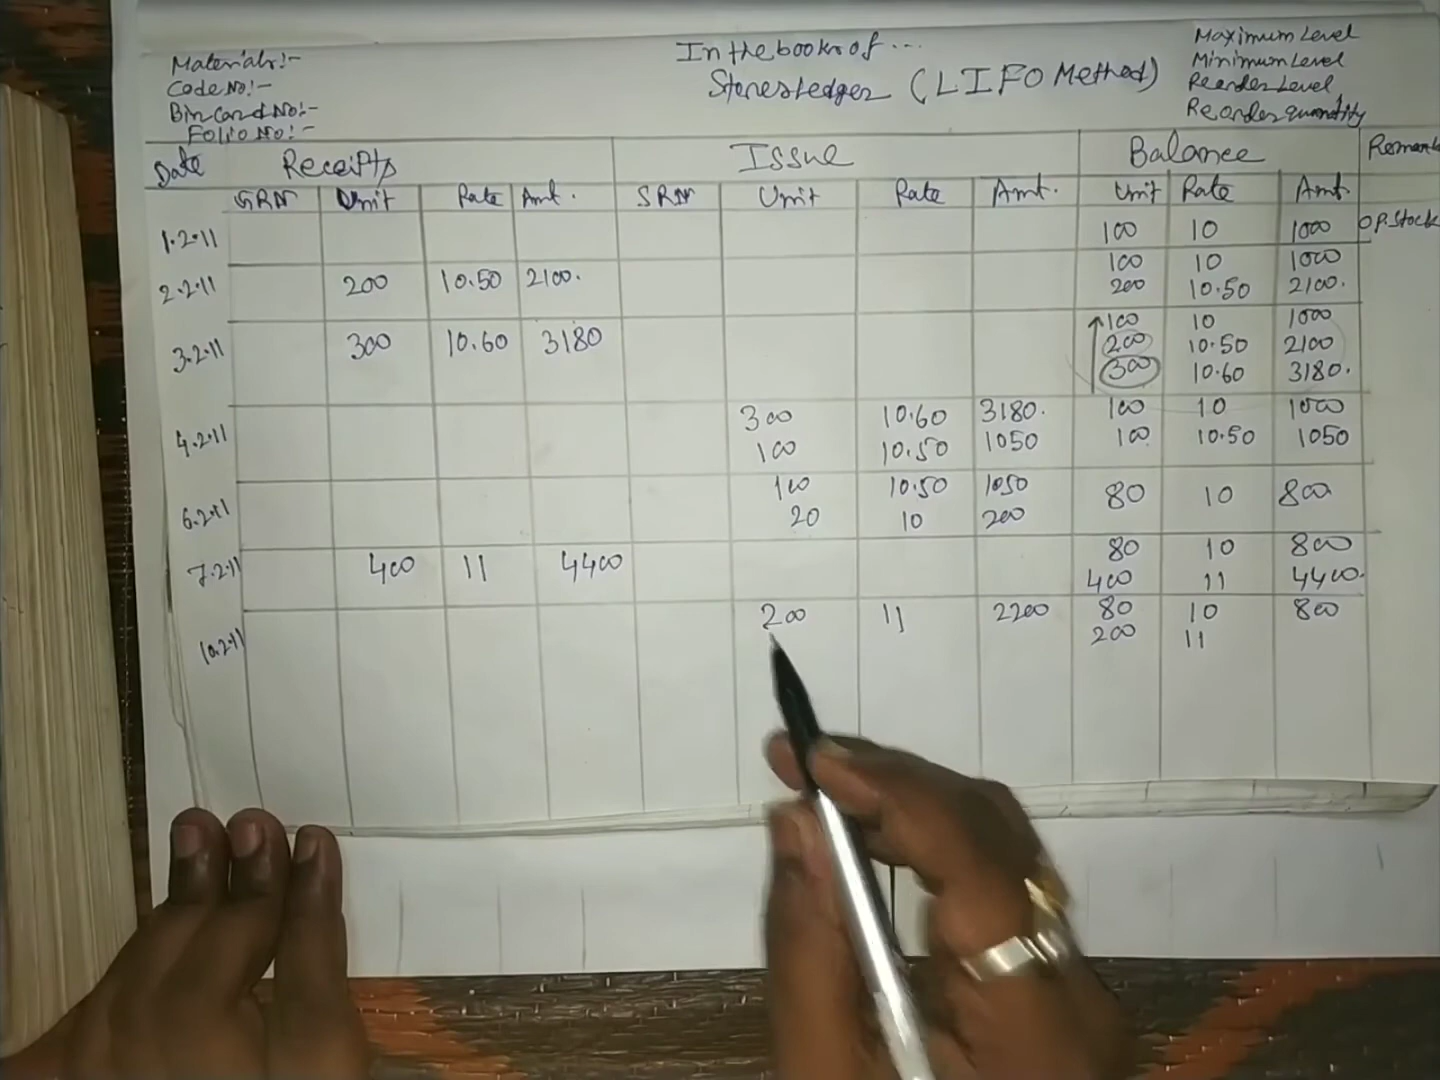 In the books of ...
Stores Ledger (LIFO Method)
Materials:-
Code No:-
Bin Card No:-
Folio No:-
Maximum Level
Minimum Level
Reorder Level
Reorder quantity
Date Receipts Issue Balance Remark
GRN Unit Rate Amt. SRN Unit Rate Amt. Unit Rate Amt.
1.2.11 100 10 1000 OP.Stock
2.2.11 200 10.50 2100. 100 10 1000
200 10.50 2100.
3.2.11 300 10.60 3180 100 10 1000
200 10.50 2100
300 10.60 3180.
4.2.11 300 10.60 3180. 100 10 1000
100 10.50 1050 100 10.50 1050
6.2.11 100 10.50 1050 80 10 800
20 10 200
7.2.11 400 11 4400 80 10 800
400 11 4400.
10.2.11 200 11 2200 80 10 800
200 11